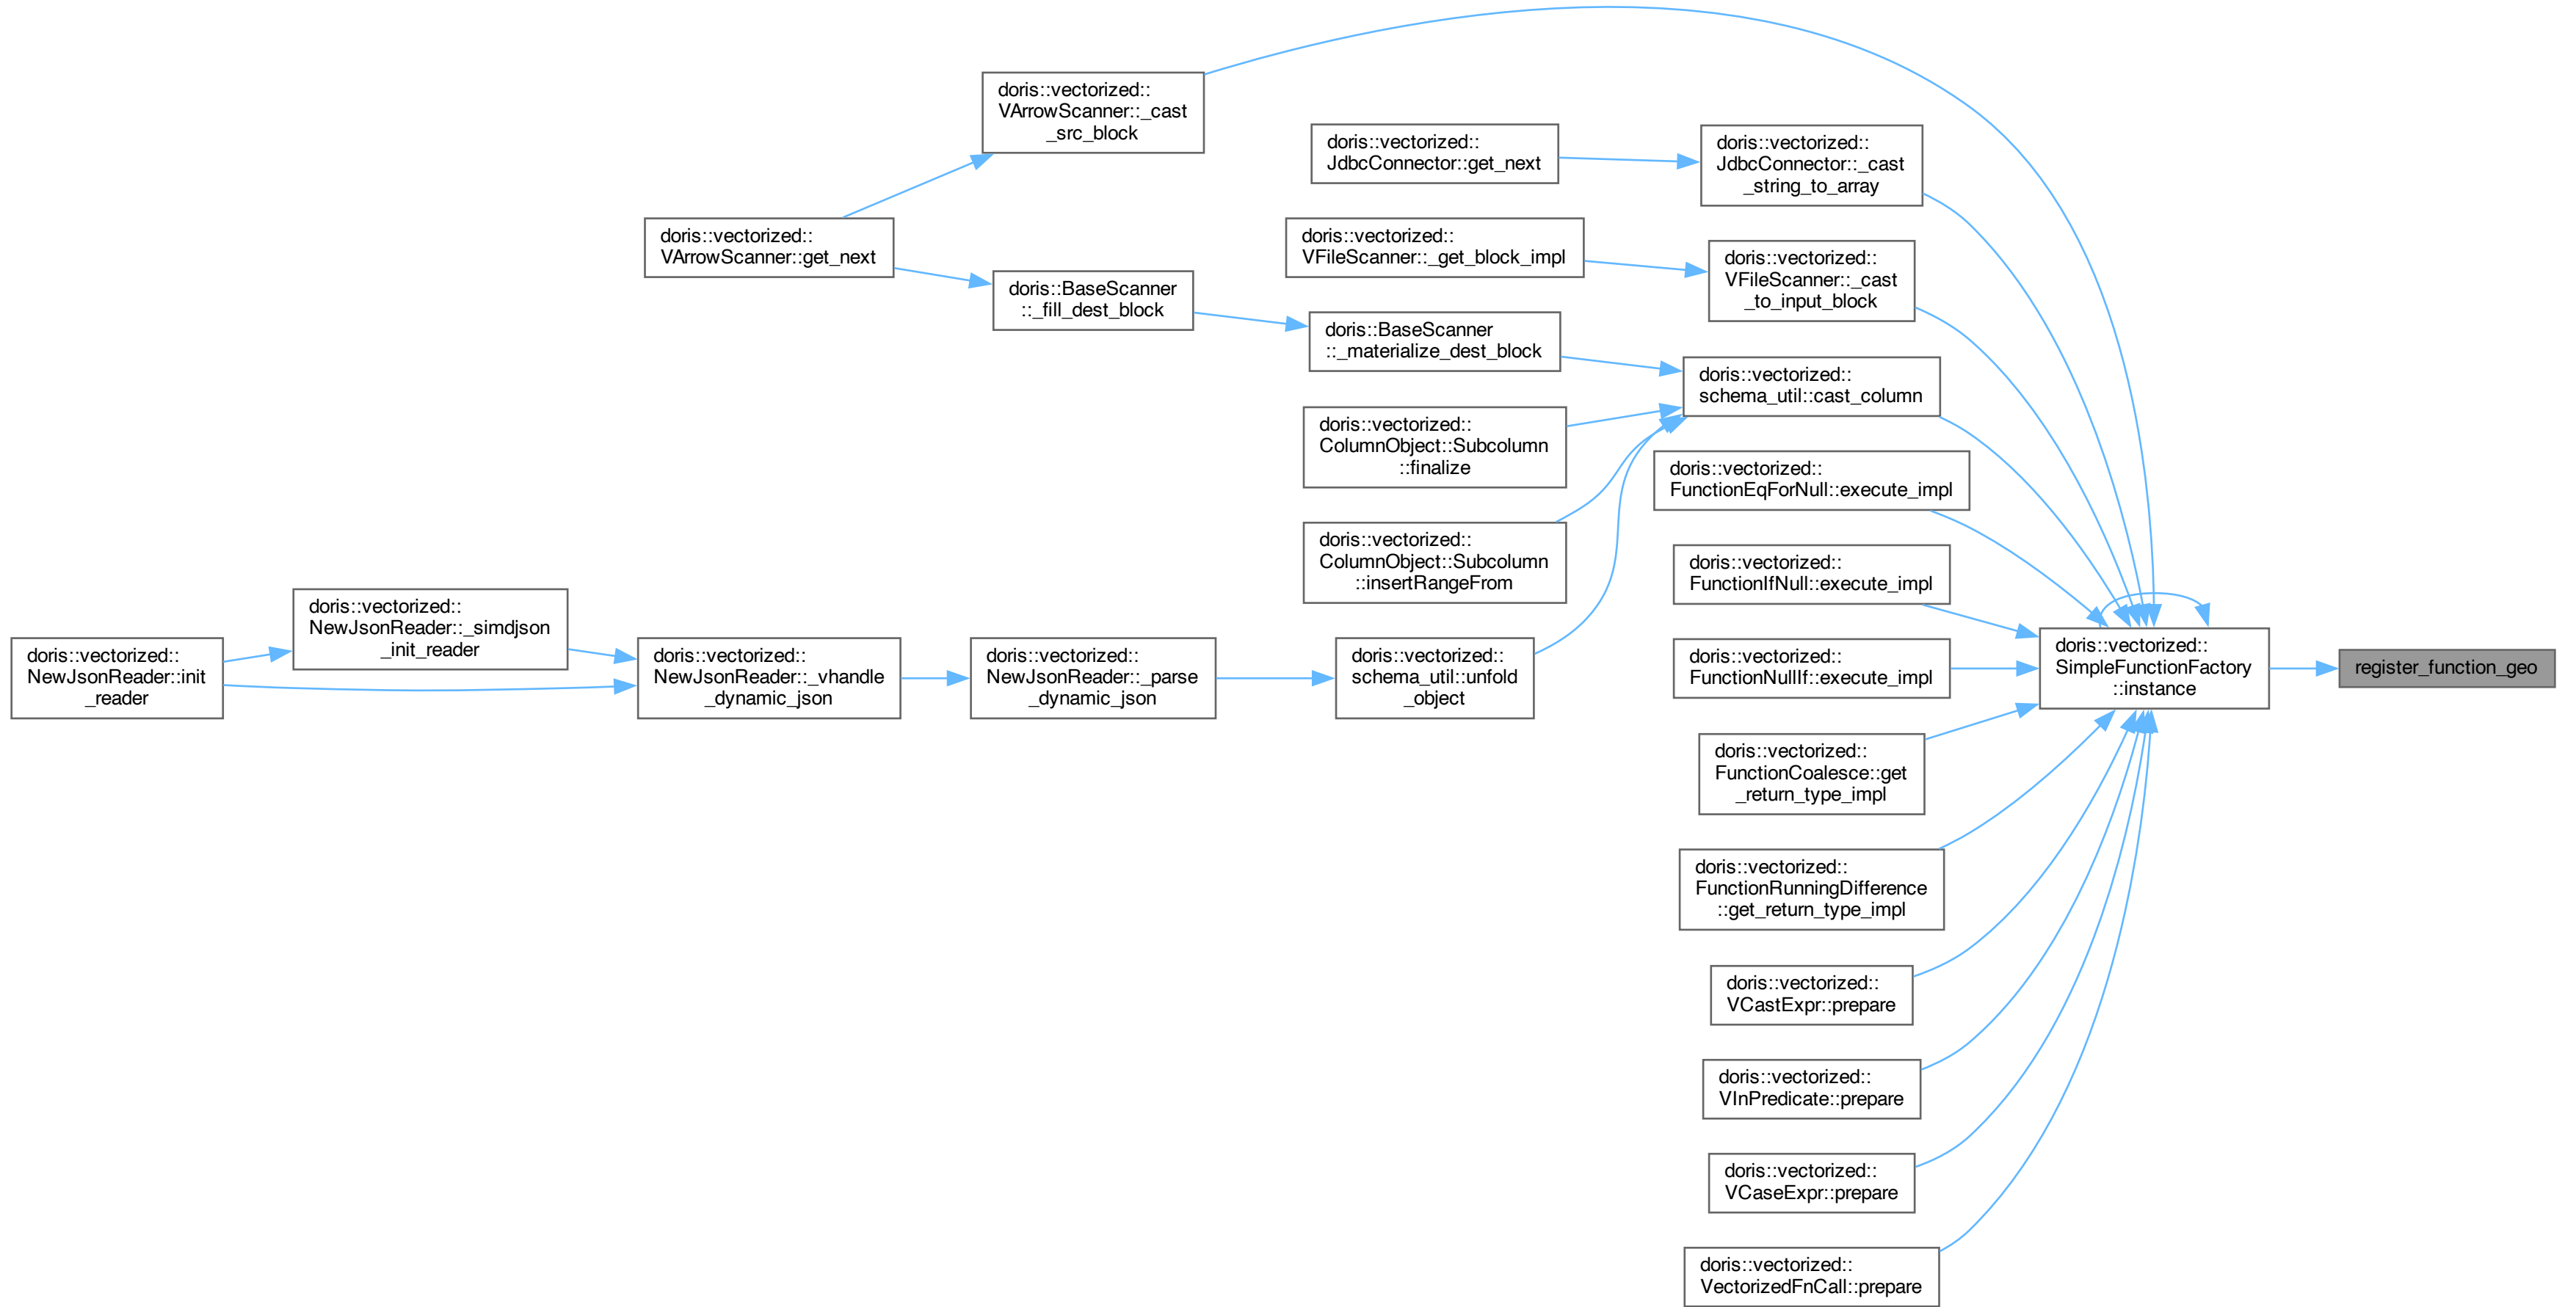 doris::vectorized::
VArrowScanner::_cast
_src_block
doris::vectorized::
JdbcConnector::get_next
doris::vectorized::
JdbcConnector::_cast
_string_to_array
doris::vectorized::
VArrowScanner::get_next
doris::vectorized::
VFileScanner::_get_block_impl
doris::vectorized::
VFileScanner::_cast
_to_input_block
doris::BaseScanner
::_fill_dest_block
doris::BaseScanner
::_materialize_dest_block
doris::vectorized::
schema_util::cast_column
doris::vectorized::
ColumnObject::Subcolumn
::finalize
doris::vectorized::
FunctionEqForNull::execute_impl
doris::vectorized::
ColumnObject::Subcolumn
::insertRangeFrom
doris::vectorized::
FunctionIfNull::execute_impl
doris::vectorized::
NewJsonReader::init
_reader
doris::vectorized::
NewJsonReader::_simdjson
_init_reader
doris::vectorized::
NewJsonReader::_vhandle
_dynamic_json
doris::vectorized::
NewJsonReader::_parse
_dynamic_json
doris::vectorized::
schema_util::unfold
_object
doris::vectorized::
FunctionNullIf::execute_impl
doris::vectorized::
SimpleFunctionFactory
::instance
register_function_geo
doris::vectorized::
FunctionCoalesce::get
_return_type_impl
doris::vectorized::
FunctionRunningDifference
::get_return_type_impl
doris::vectorized::
VCastExpr::prepare
doris::vectorized::
VInPredicate::prepare
doris::vectorized::
VCaseExpr::prepare
doris::vectorized::
VectorizedFnCall::prepare